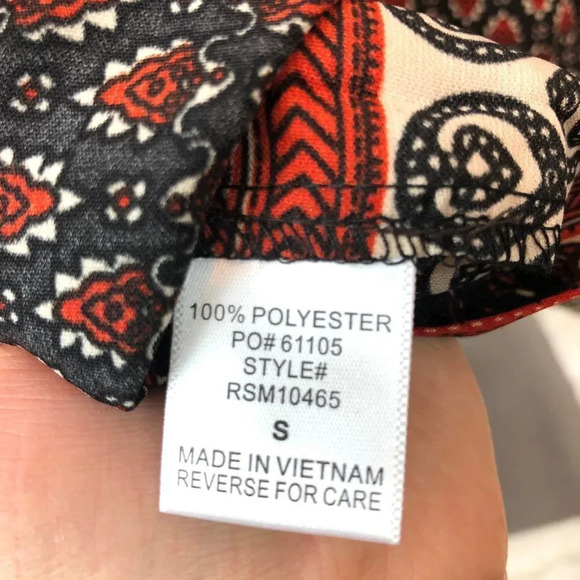 100% POLYESTER
PO# 61105
STYLE#
RSM10465
S
MADE IN VIETNAM
REVERSE FOR CARE